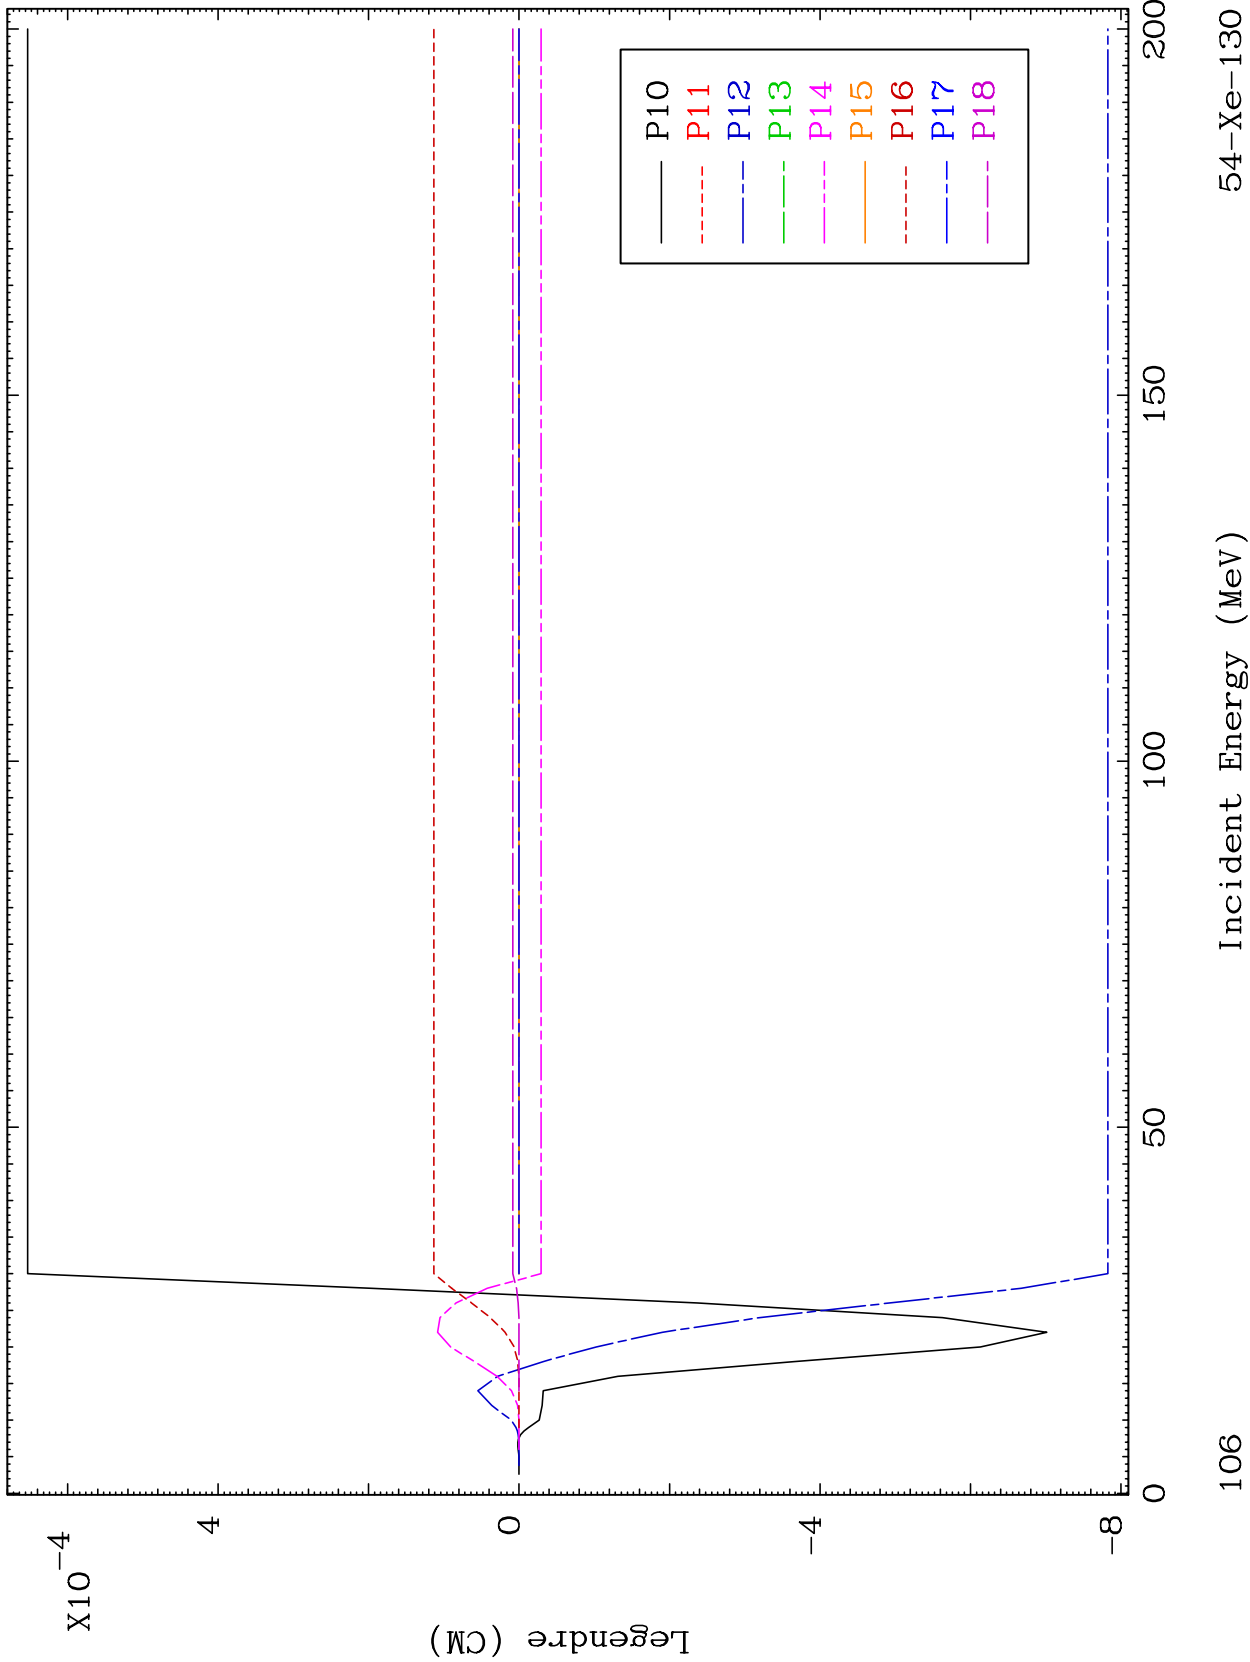 X10-4
4
0
-4
-8
Legendre (CM)
0
50
100
150
200
Incident Energy (MeV)
P10
P11
P12
P13
P14
P15
P16
P17
P18
106
54-Xe-130